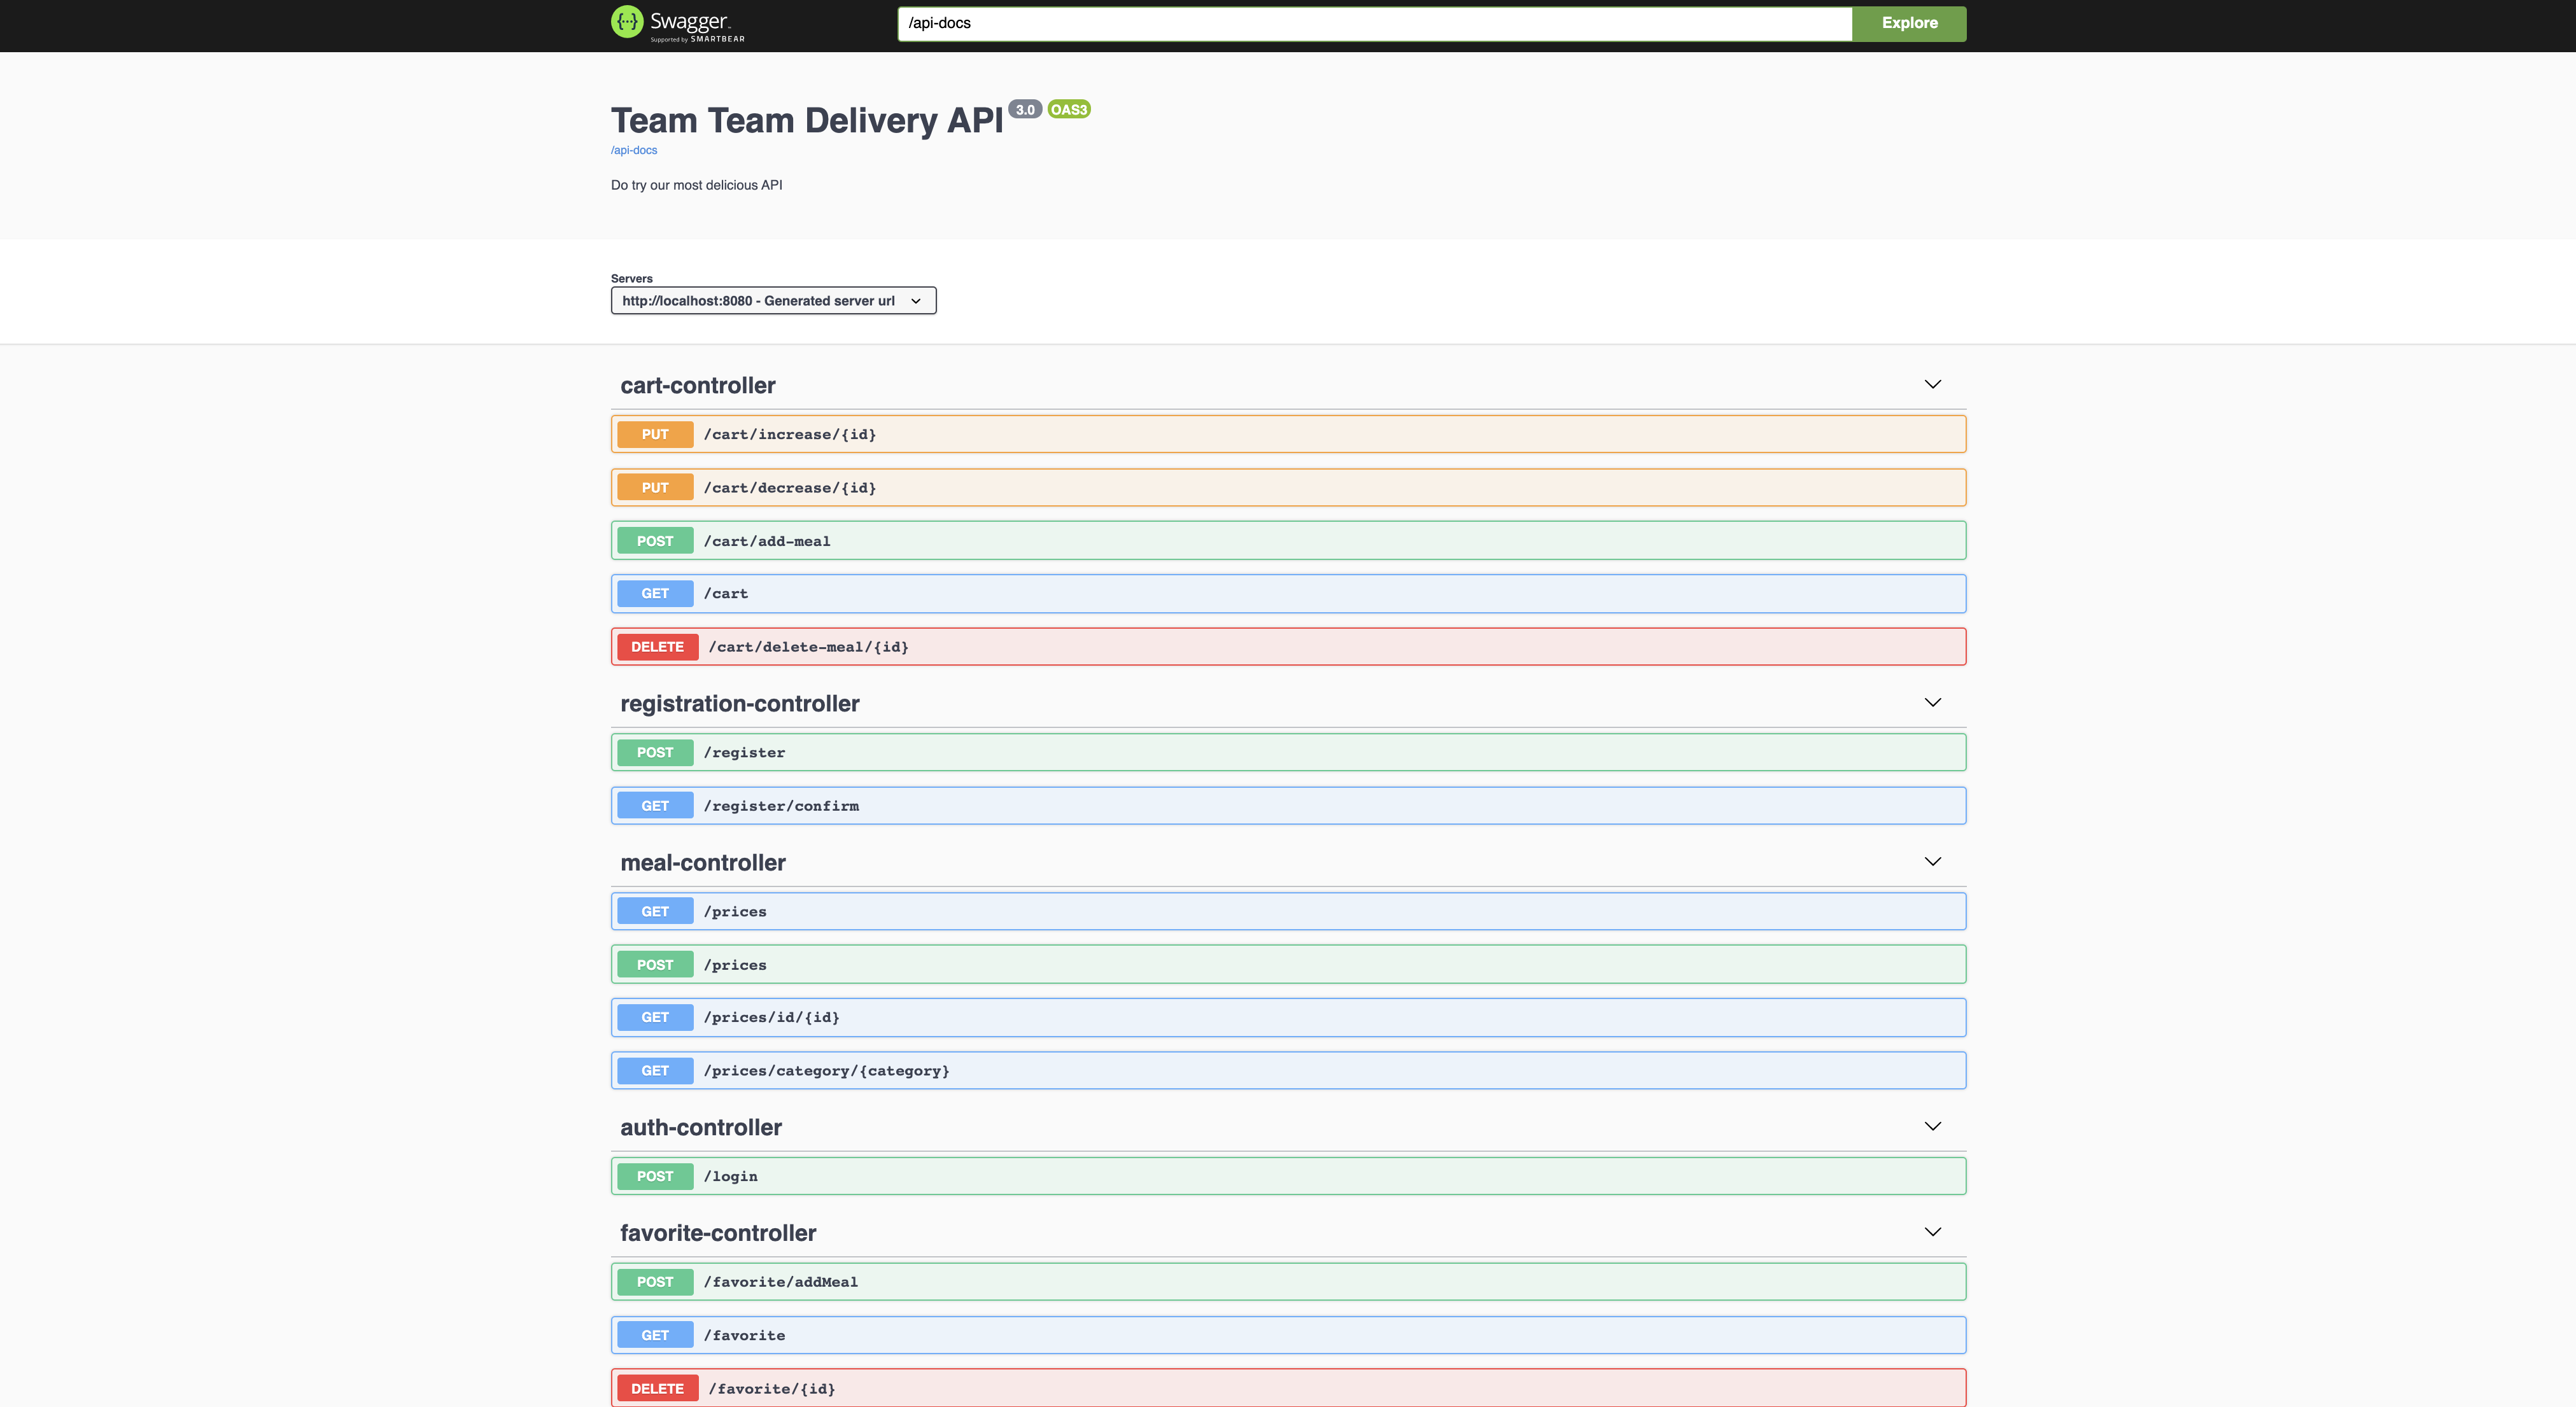 Swagger
Supported by SMARTBEAR
/api-docs
Explore
Team Team Delivery API 3.0 OAS3
/api-docs
Do try our most delicious API
Servers
http://localhost:8080 - Generated server url
cart-controller
PUT /cart/increase/{id}
PUT /cart/decrease/{id}
POST /cart/add-meal
GET /cart
DELETE /cart/delete-meal/{id}
registration-controller
POST /register
GET /register/confirm
meal-controller
GET /prices
POST /prices
GET /prices/id/{id}
GET /prices/category/{category}
auth-controller
POST /login
favorite-controller
POST /favorite/addMeal
GET /favorite
DELETE /favorite/{id}